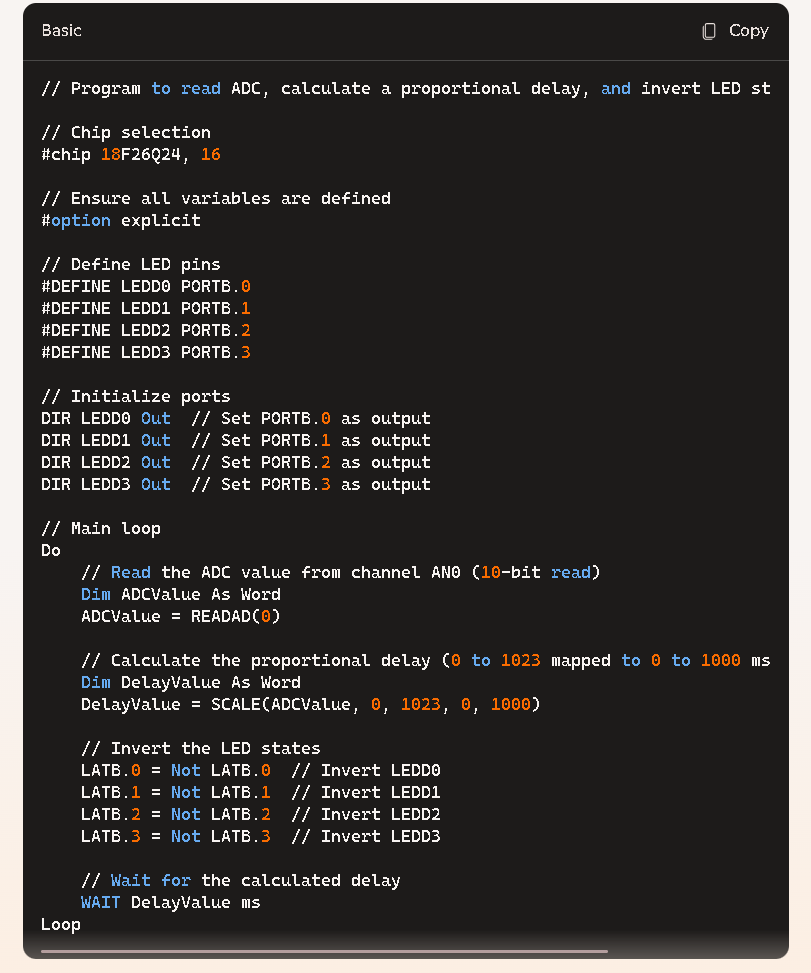 Basic
Copy
// Program to read ADC, calculate a proportional delay, and invert LED st
// Chip selection
#chip 18F26Q24, 16
// Ensure all variables are defined
#option explicit
// Define LED pins
#DEFINE LEDD0 PORTB.0
#DEFINE LEDD1 PORTB.1
#DEFINE LEDD2 PORTB.2
#DEFINE LEDD3 PORTB.3
// Initialize ports
DIR LEDD0 Out  // Set PORTB.0 as output
DIR LEDD1 Out  // Set PORTB.1 as output
DIR LEDD2 Out  // Set PORTB.2 as output
DIR LEDD3 Out  // Set PORTB.3 as output
// Main loop
Do
    // Read the ADC value from channel AN0 (10-bit read)
    Dim ADCValue As Word
    ADCValue = READAD(0)
    // Calculate the proportional delay (0 to 1023 mapped to 0 to 1000 ms
    Dim DelayValue As Word
    DelayValue = SCALE(ADCValue, 0, 1023, 0, 1000)
    // Invert the LED states
    LATB.0 = Not LATB.0  // Invert LEDD0
    LATB.1 = Not LATB.1  // Invert LEDD1
    LATB.2 = Not LATB.2  // Invert LEDD2
    LATB.3 = Not LATB.3  // Invert LEDD3
    // Wait for the calculated delay
    WAIT DelayValue ms
Loop